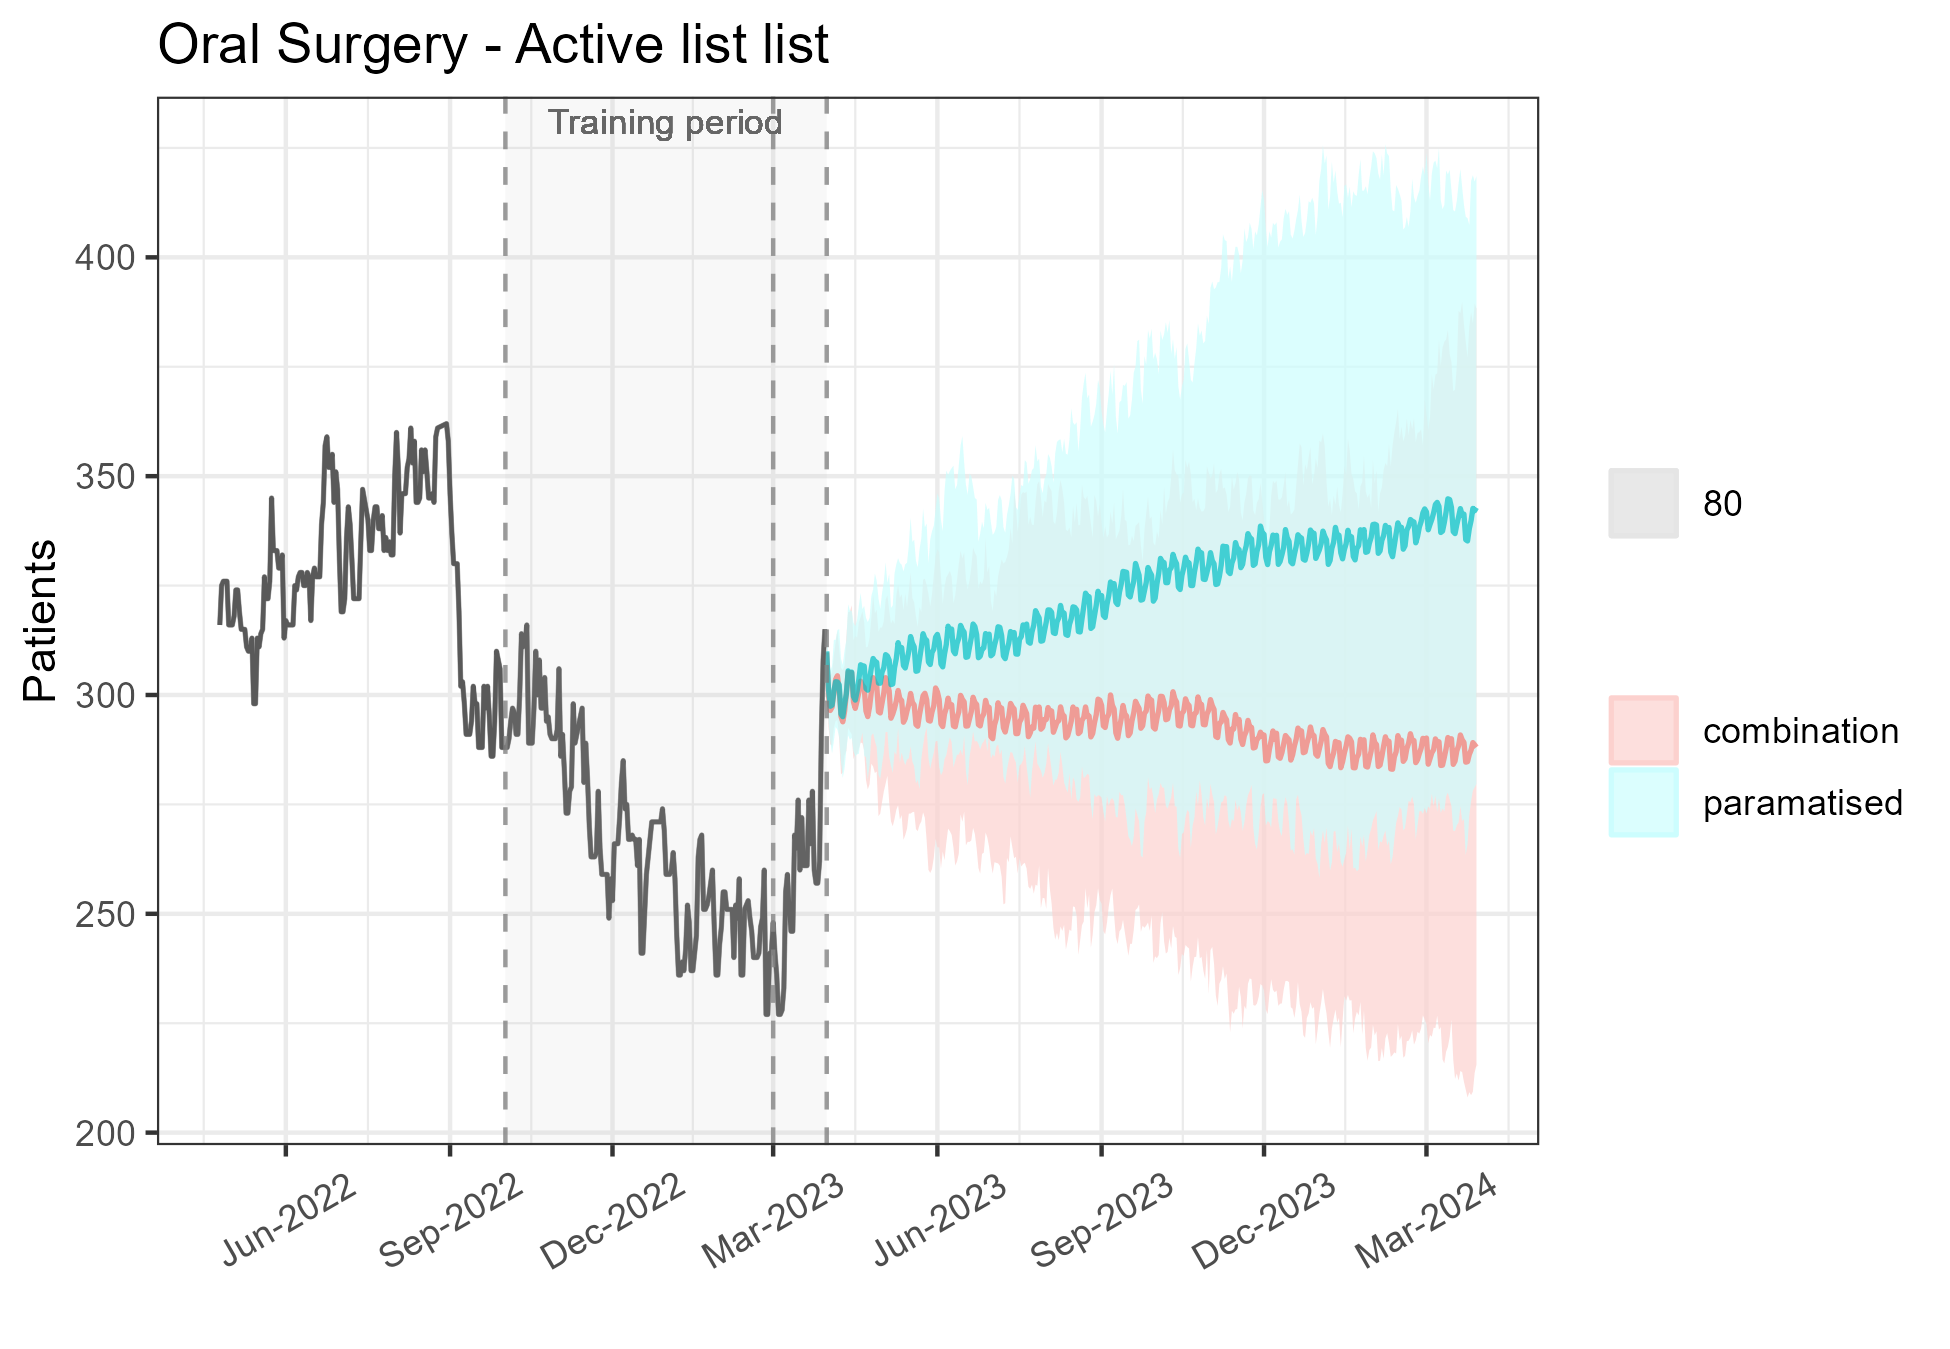 Oral Surgery - Active list list
Training period
Patients
400
350
300
250
200
Jun-2022
Sep-2022
Dec-2022
Mar-2023
Jun-2023
Sep-2023
Dec-2023
Mar-2024
80
combination
paramatised